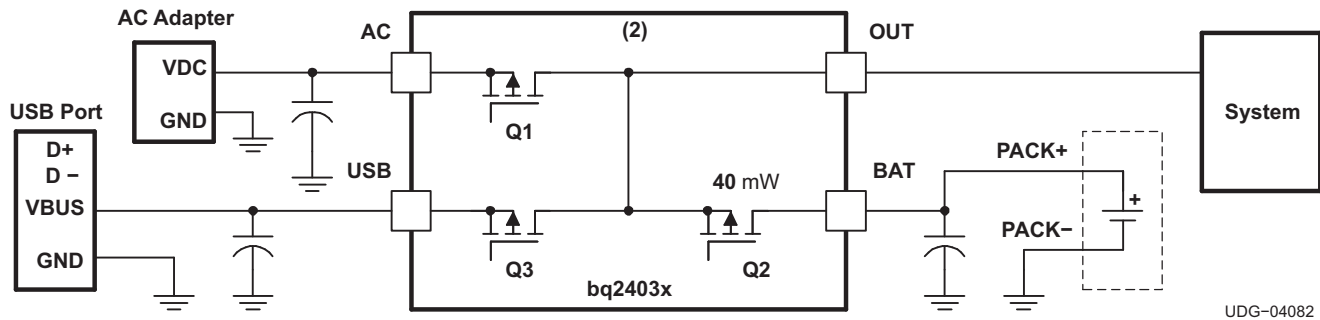 AC Adapter
VDC
GND
USB Port
D+
D −
VBUS
GND
AC
(2)
OUT
Q1
USB
40 mW
BAT
Q3
Q2
bq2403x
PACK+
+
PACK−
System
UDG−04082